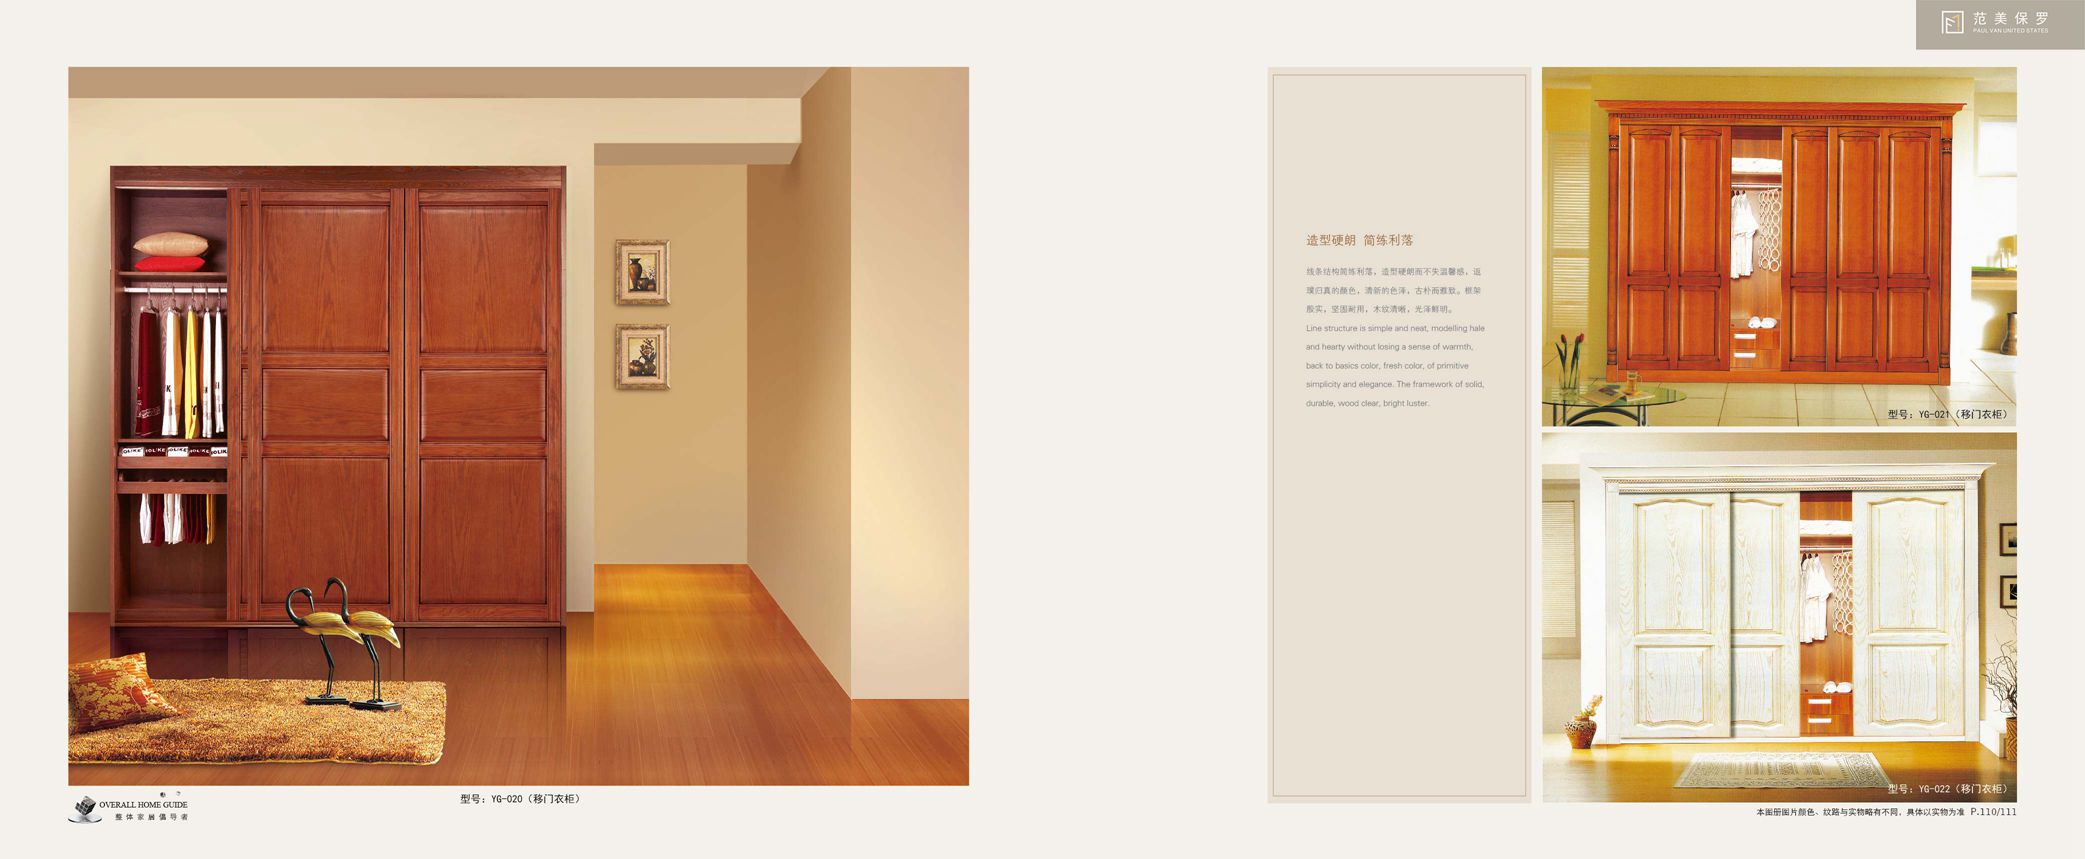 范美保罗
PAUL VAN UNITED STATES
造型硬朗 简练利落
线条结构简练利落，造型硬朗而不失温馨感，返
璞归真的颜色，清新的色泽，古朴而雅致。框架
殷实，坚固耐用，木纹清晰，光泽鲜明。
Line structure is simple and neat, modelling hale
and hearty without losing a sense of warmth,
back to basics color, fresh color, of primitive
simplicity and elegance. The framework of solid,
durable, wood clear, bright luster.
型号：YG-021（移门衣柜）
型号：YG-022（移门衣柜）
型号：YG-020（移门衣柜）
OVERALL HOME GUIDE
整体家居倡导者
本图册图片颜色、纹路与实物略有不同，具体以实物为准 P.110/111